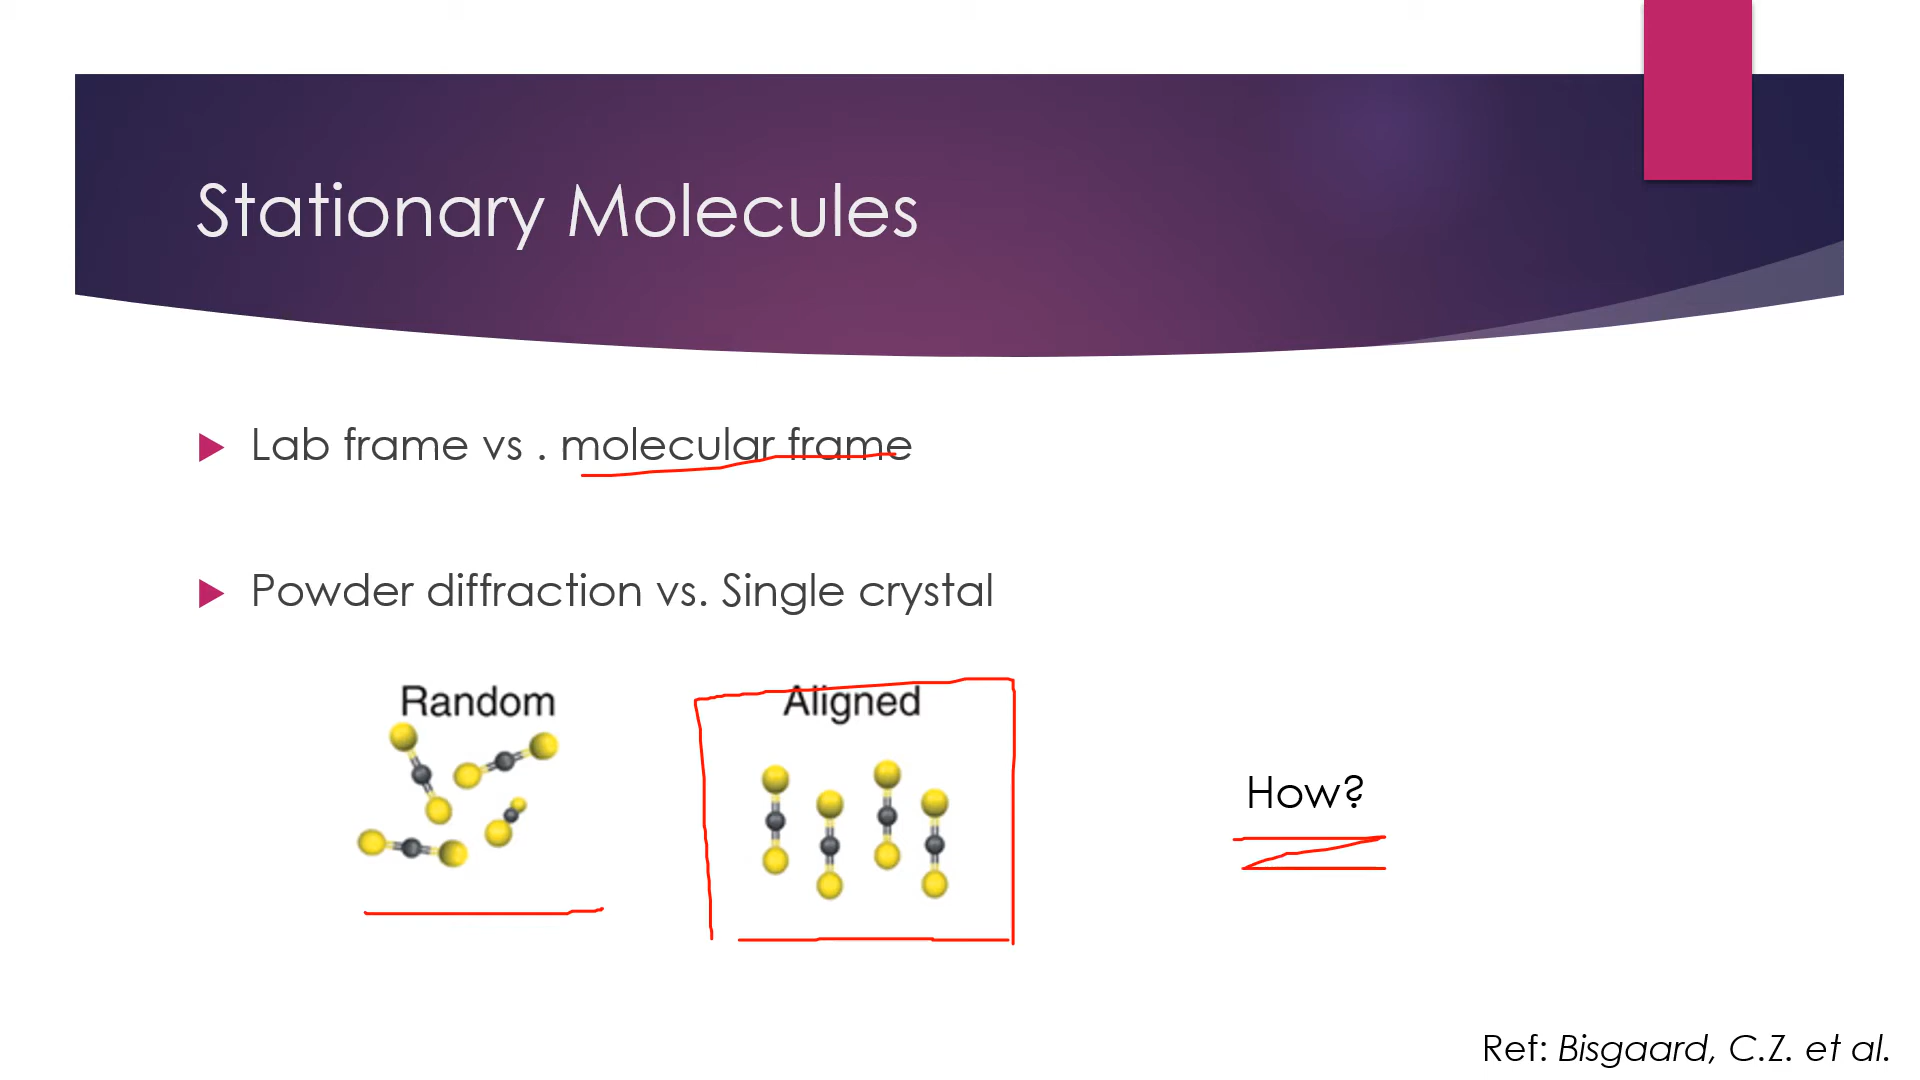 Stationary Molecules
Lab frame vs . molecular frame
Powder diffraction vs. Single crystal
Random
Aligned
How?
Ref: Bisgaard, C.Z. et al.